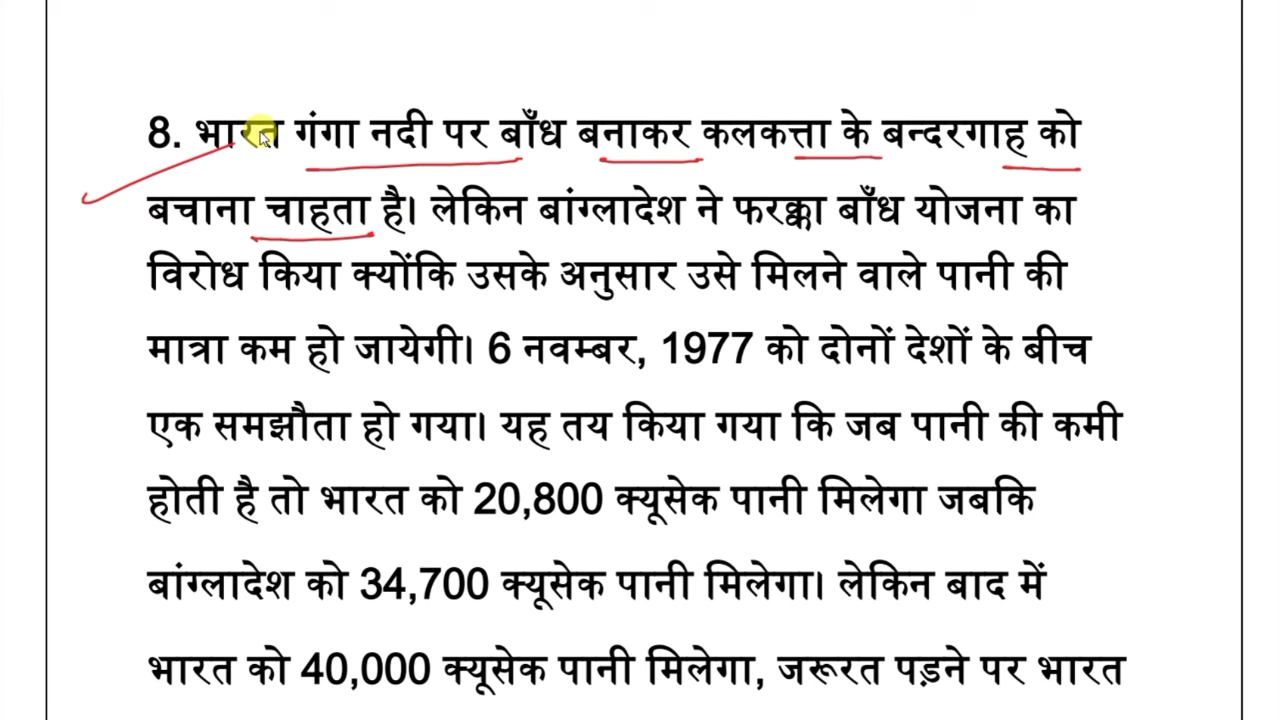 8. भारत गंगा नदी पर बाँध बनाकर कलकत्ता के बन्दरगाह को
बचाना चाहता है। लेकिन बांग्लादेश ने फरक्का बाँध योजना का
विरोध किया क्योंकि उसके अनुसार उसे मिलने वाले पानी की
मात्रा कम हो जायेगी। 6 नवम्बर, 1977 को दोनों देशों के बीच
एक समझौता हो गया। यह तय किया गया कि जब पानी की कमी
होती है तो भारत को 20,800 क्यूसेक पानी मिलेगा जबकि
बांग्लादेश को 34,700 क्यूसेक पानी मिलेगा। लेकिन बाद में
भारत को 40,000 क्यूसेक पानी मिलेगा, जरूरत पड़ने पर भारत